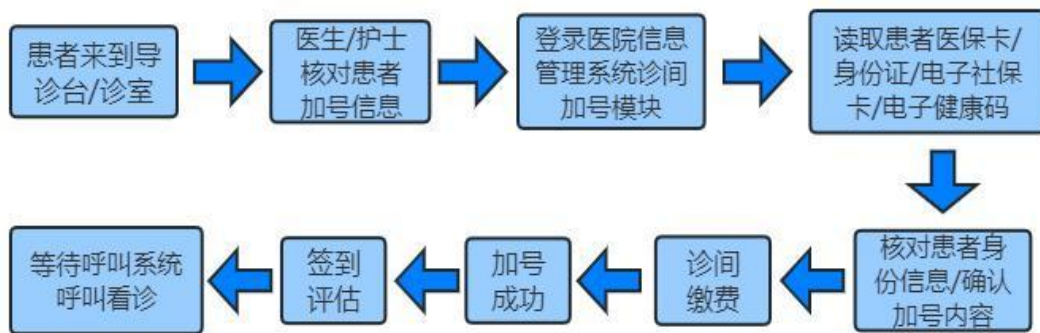 患者来到导
诊台/诊室
医生/护士
核对患者
加号信息
登录医院信息
管理系统诊间
加号模块
读取患者医保卡/
身份证/电子社保
卡/电子健康码
核对患者身
份信息/确认
加号内容
诊间
缴费
加号
成功
签到
评估
等待呼叫系统
呼叫看诊